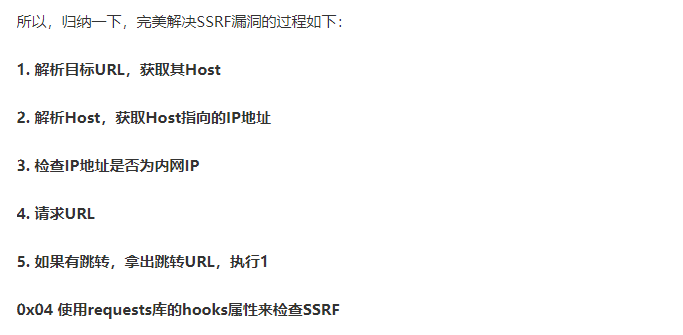 所以，归纳一下，完美解决SSRF漏洞的过程如下：
1. 解析目标URL，获取其Host
2. 解析Host，获取Host指向的IP地址
3. 检查IP地址是否为内网IP
4. 请求URL
5. 如果有跳转，拿出跳转URL，执行1
0x04 使用requests库的hooks属性来检查SSRF